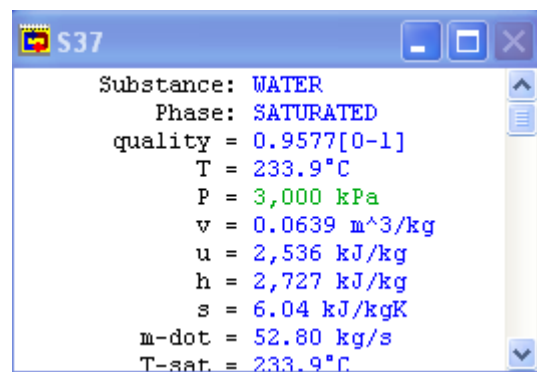 S37
Substance: WATER
Phase: SATURATED
quality = 0.9577[0-1]
T = 233.9°C
P = 3,000 kPa
v = 0.0639 m^3/kg
u = 2,536 kJ/kg
h = 2,727 kJ/kg
s = 6.04 kJ/kgK
m-dot = 52.80 kg/s
T-sat = 233.9°C